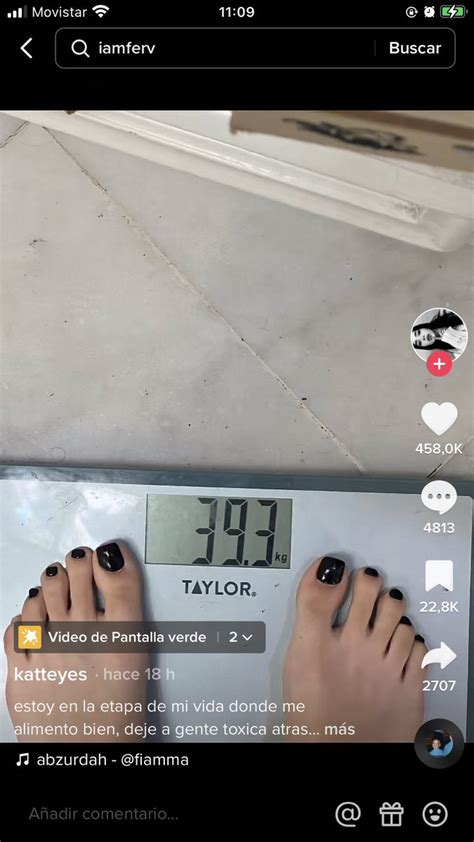 Movistar
11:09
iamferv
Buscar
39.3 kg
TAYLOR®
458,0K
4813
22,8K
2707
Video de Pantalla verde | 2
katteyes · hace 18 h
estoy en la etapa de mi vida donde me
alimento bien, deje a gente toxica atras... más
abzurdah - @fiamma
Añadir comentario...